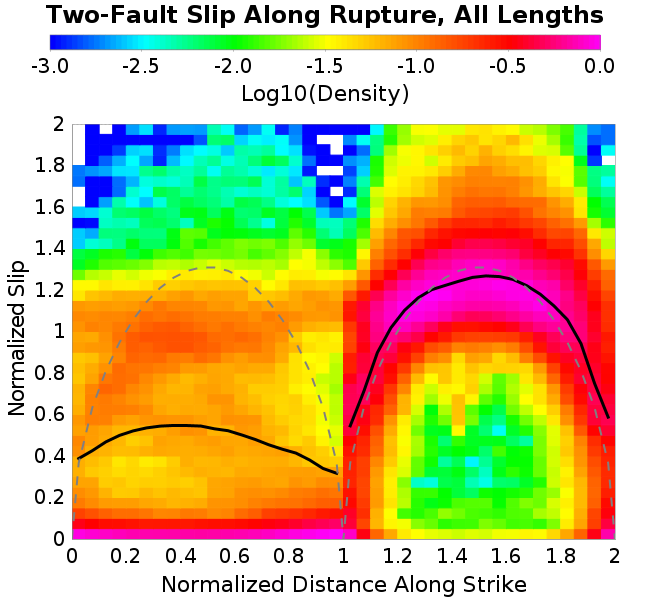 Two-Fault Slip Along Rupture, All Lengths
-3.0 -2.5 -2.0 -1.5 -1.0 -0.5 0.0
Log10(Density)
Normalized Slip
2
1.8
1.6
1.4
1.2
1
0.8
0.6
0.4
0.2
0
0 0.2 0.4 0.6 0.8 1 1.2 1.4 1.6 1.8 2
Normalized Distance Along Strike